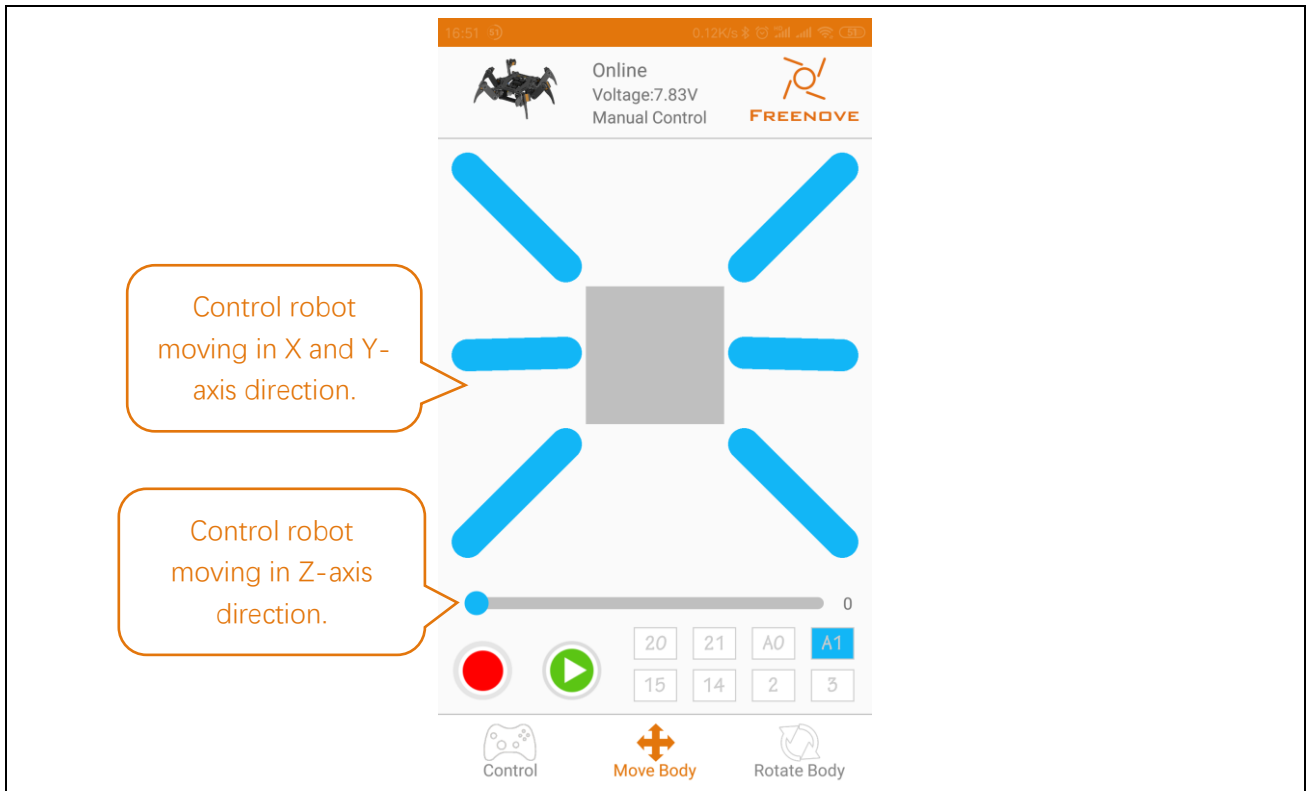 16:51
0.12K/s
51
Online
Voltage:7.83V
Manual Control
FREENOVE
Control robot
moving in X and Y-
axis direction.
Control robot
moving in Z-axis
direction.
0
20 21 A0 A1
15 14 2 3
Control
Move Body
Rotate Body